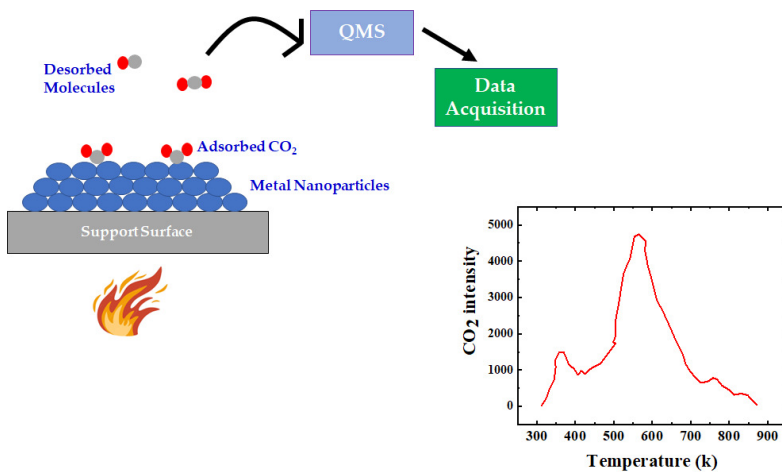 QMS
Desorbed
Molecules
Data
Acquisition
Adsorbed CO₂
Metal Nanoparticles
Support Surface
CO₂ intensity
5000
4000
3000
2000
1000
0
300 400 500 600 700 800 900
Temperature (k)